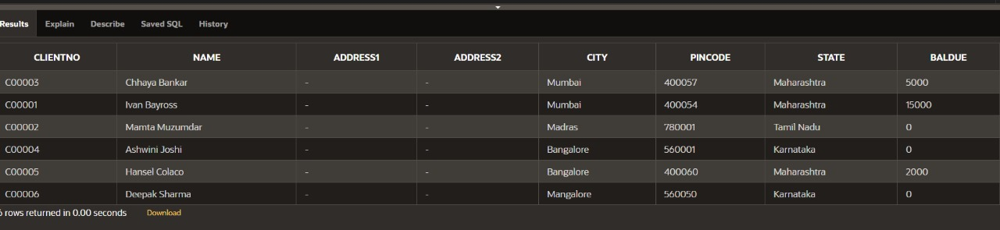 Results Explain Describe Saved SQL History
CLIENTNO NAME ADDRESS1 ADDRESS2 CITY PINCODE STATE BALDUE
C00003 Chhaya Bankar - - Mumbai 400057 Maharashtra 5000
C00001 Ivan Bayross - - Mumbai 400054 Maharashtra 15000
C00002 Mamta Muzumdar - - Madras 780001 Tamil Nadu 0
C00004 Ashwini Joshi - - Bangalore 560001 Karnataka 0
C00005 Hansel Colaco - - Bangalore 400060 Maharashtra 2000
C00006 Deepak Sharma - - Mangalore 560050 Karnataka 0
6 rows returned in 0.00 seconds Download